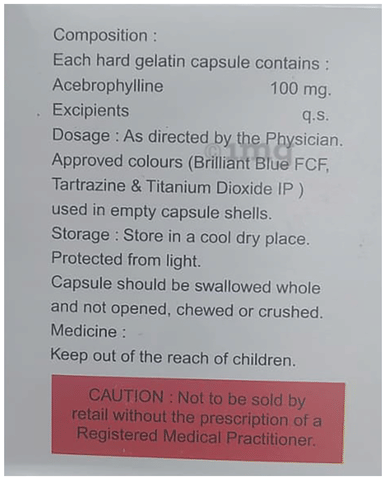 Composition :
Each hard gelatin capsule contains :
Acebrophylline 100 mg.
Excipients q.s.
Dosage : As directed by the Physician.
Approved colours (Brilliant Blue FCF,
Tartrazine & Titanium Dioxide IP )
used in empty capsule shells.
Storage : Store in a cool dry place.
Protected from light.
Capsule should be swallowed whole
and not opened, chewed or crushed.
Medicine :
Keep out of the reach of children.
CAUTION : Not to be sold by
retail without the prescription of a
Registered Medical Practitioner.